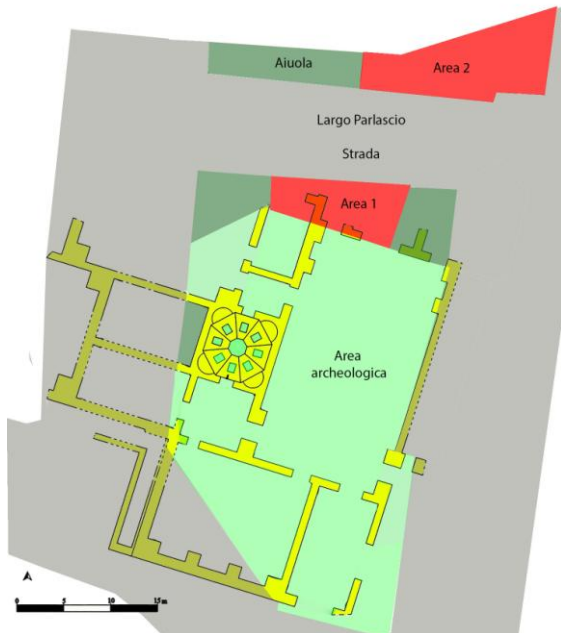 Aiuola
Area 2
Largo Parlascio
Strada
Area 1
Area
archeologica
0 5 10 15 m